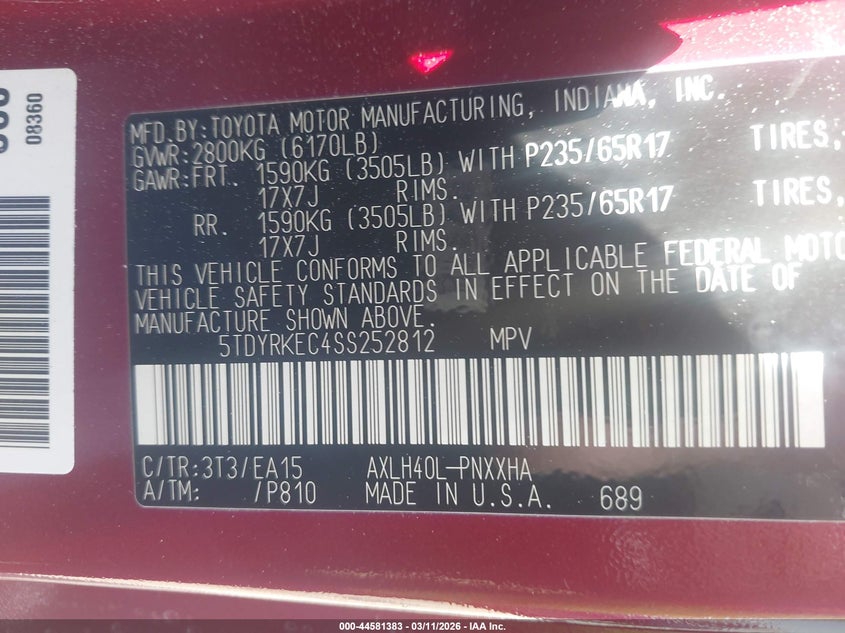 08360
MFD.BY:TOYOTA MOTOR MANUFACTURING, INDIANA, INC.
GVWR:2800KG (6170LB)
GAWR:FRT. 1590KG (3505LB) WITH P235/65R17 TIRES,
17X7J RIMS.
RR. 1590KG (3505LB) WITH P235/65R17 TIRES,
17X7J RIMS.
THIS VEHICLE CONFORMS TO ALL APPLICABLE FEDERAL MOTO
VEHICLE SAFETY STANDARDS IN EFFECT ON THE DATE OF
MANUFACTURE SHOWN ABOVE.
5TDYRKEC4SS252812 MPV
C/TR:3T3/EA15 AXLH40L-PNXXHA
A/TM: /P810 MADE IN U.S.A. 689
000-44581383 - 03/11/2026 - IAA Inc.